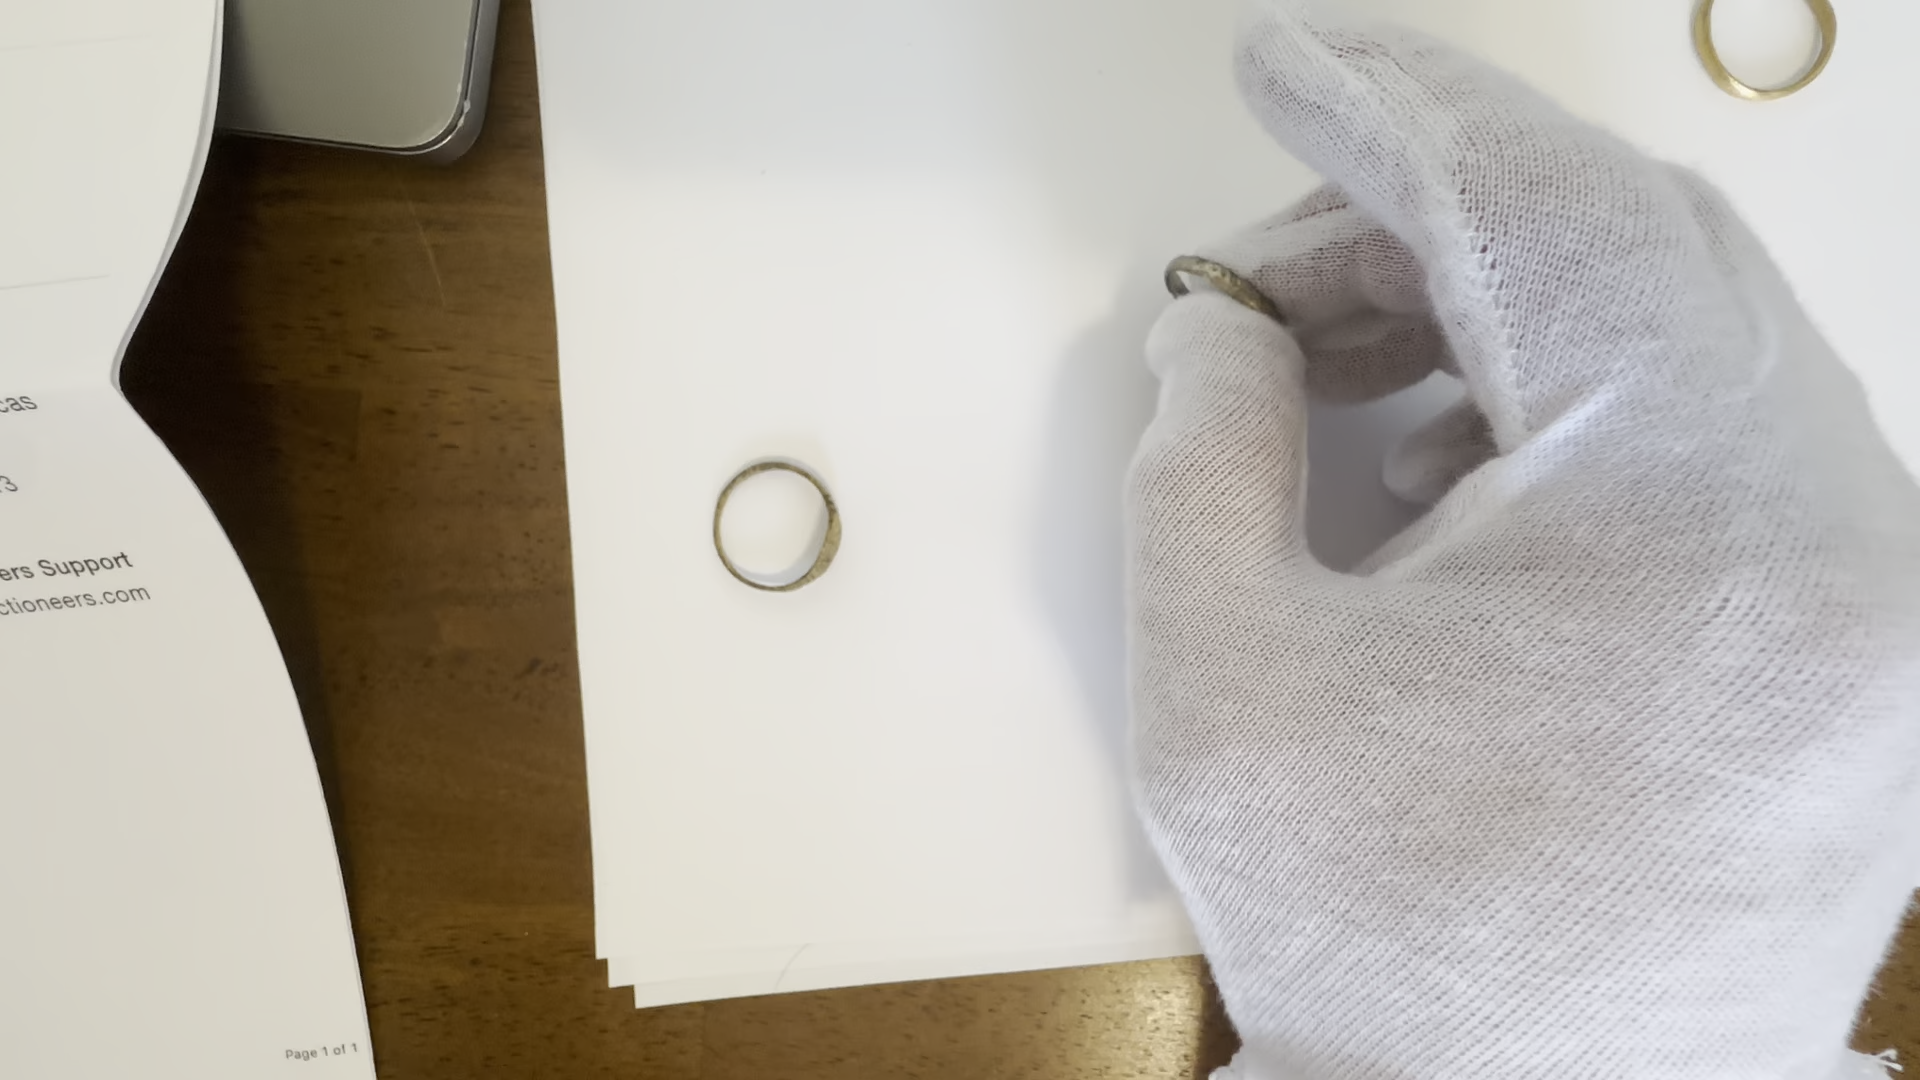 cas
3
ers Support
ctioneers.com
Page 1 of 1